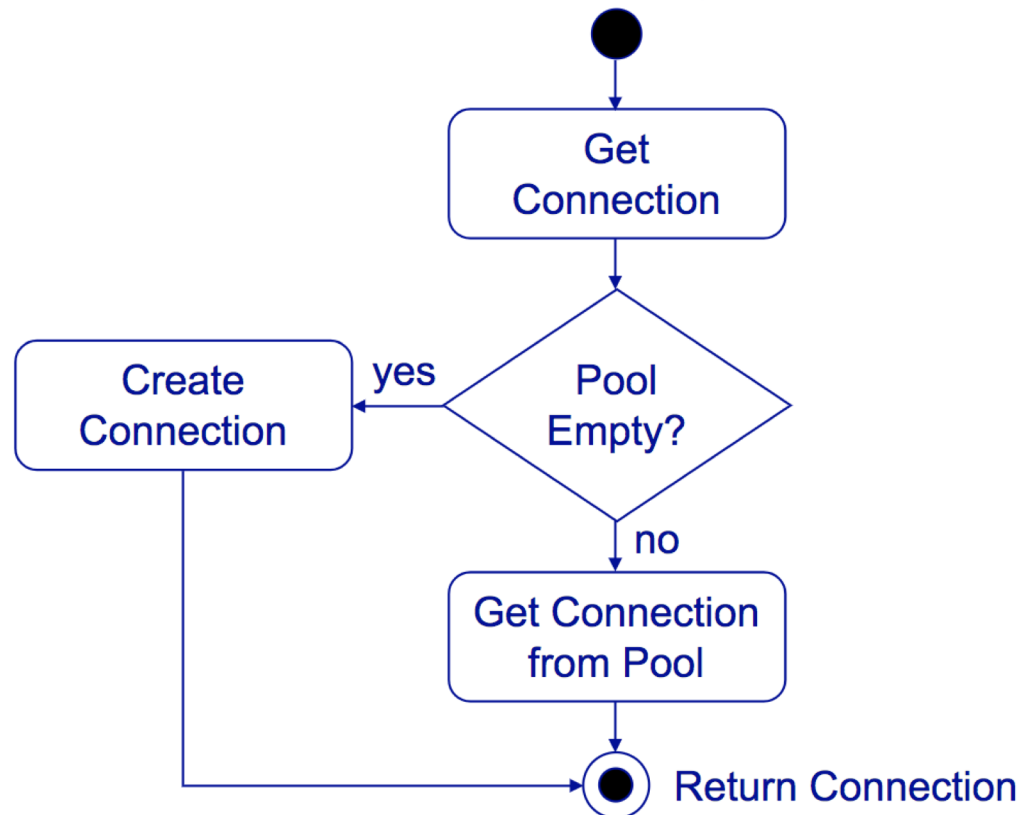 Get
Connection
Create
Connection
yes
Pool
Empty?
no
Get Connection
from Pool
Return Connection